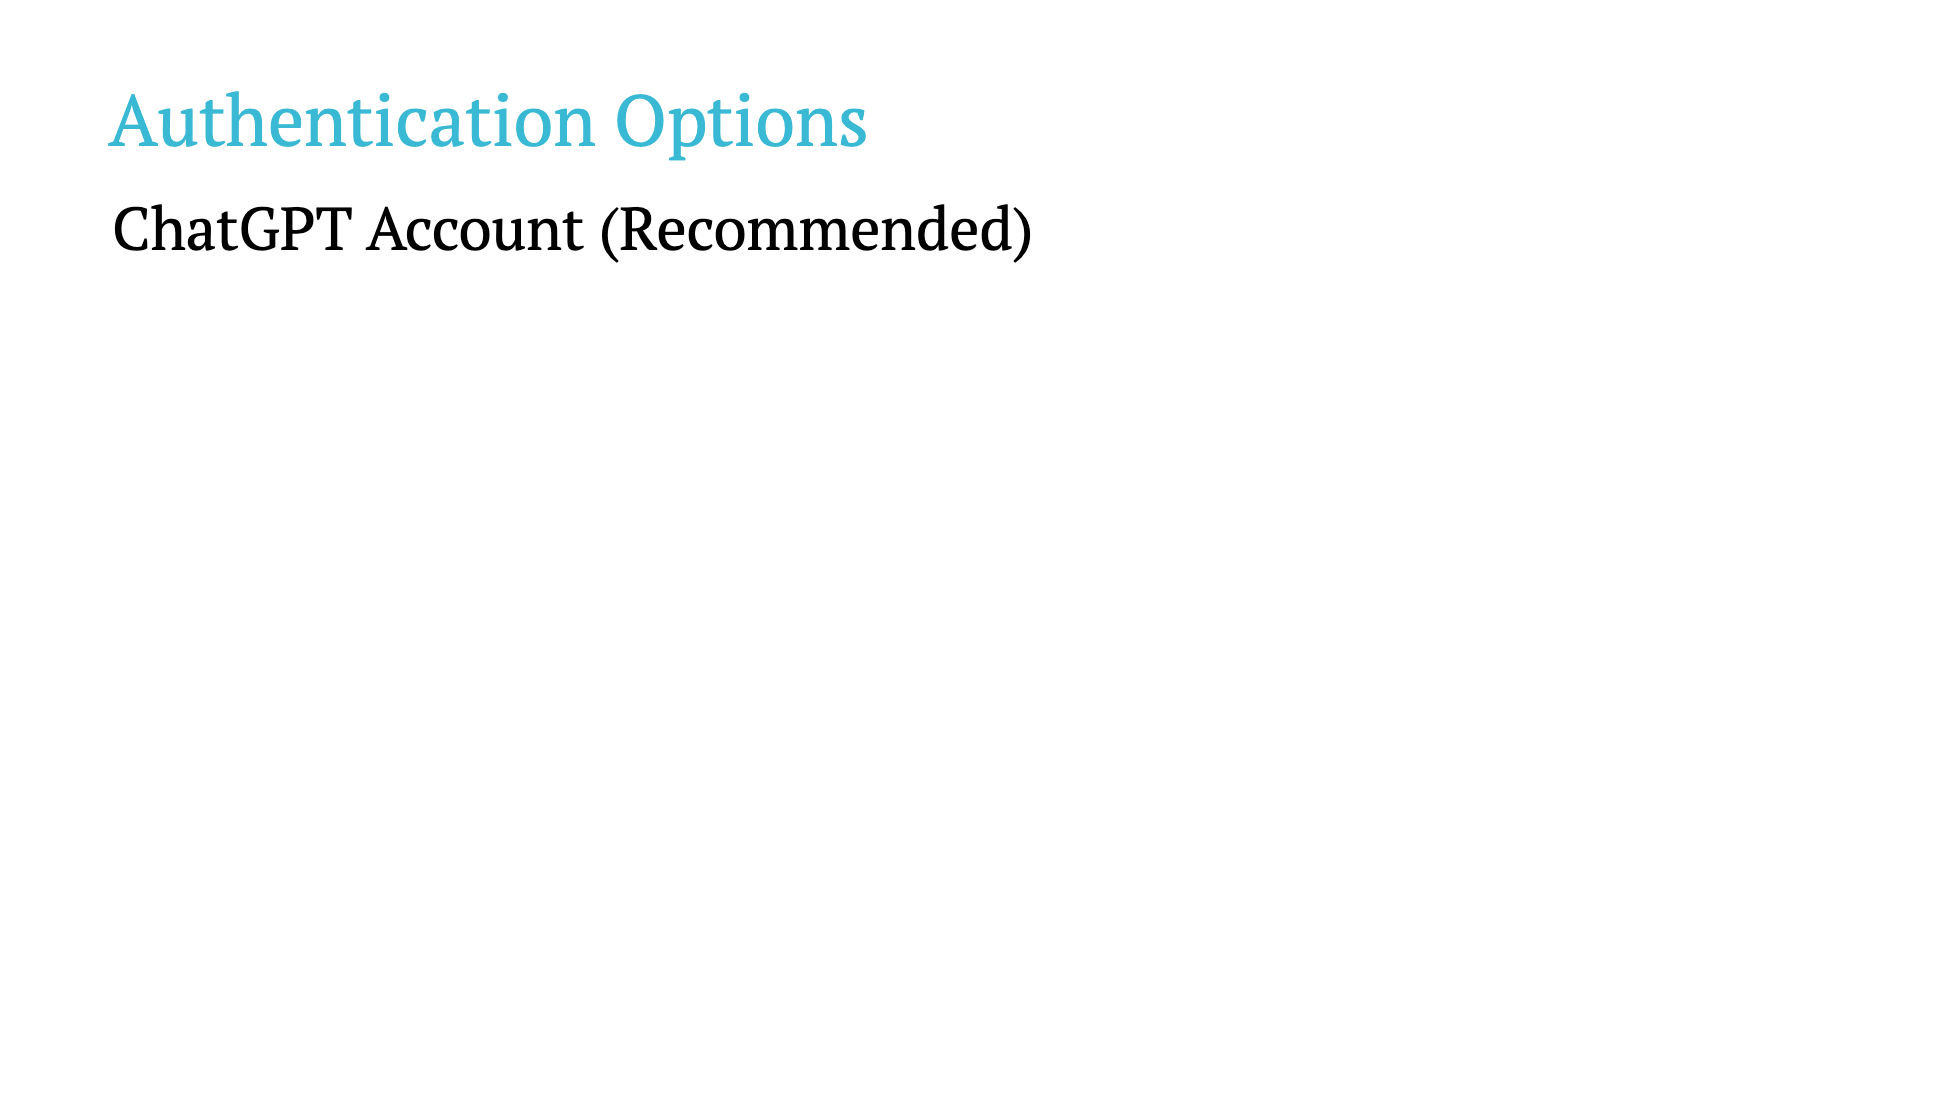 Authentication Options
ChatGPT Account (Recommended)